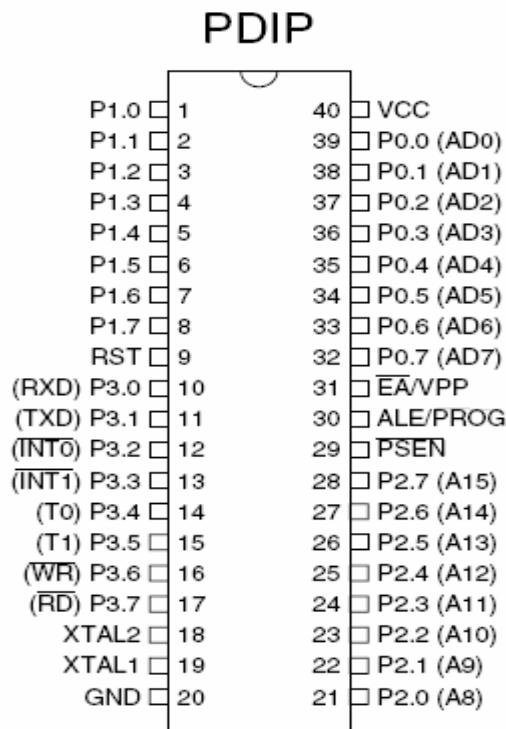 PDIP
P1.0 1 40 VCC
P1.1 2 39 P0.0 (AD0)
P1.2 3 38 P0.1 (AD1)
P1.3 4 37 P0.2 (AD2)
P1.4 5 36 P0.3 (AD3)
P1.5 6 35 P0.4 (AD4)
P1.6 7 34 P0.5 (AD5)
P1.7 8 33 P0.6 (AD6)
RST 9 32 P0.7 (AD7)
(RXD) P3.0 10 31 E̅A̅/VPP
(TXD) P3.1 11 30 ALE/PROG
(I̅N̅T̅0̅) P3.2 12 29 P̅S̅E̅N̅
(I̅N̅T̅1̅) P3.3 13 28 P2.7 (A15)
(T0) P3.4 14 27 P2.6 (A14)
(T1) P3.5 15 26 P2.5 (A13)
(W̅R̅) P3.6 16 25 P2.4 (A12)
(R̅D̅) P3.7 17 24 P2.3 (A11)
XTAL2 18 23 P2.2 (A10)
XTAL1 19 22 P2.1 (A9)
GND 20 21 P2.0 (A8)